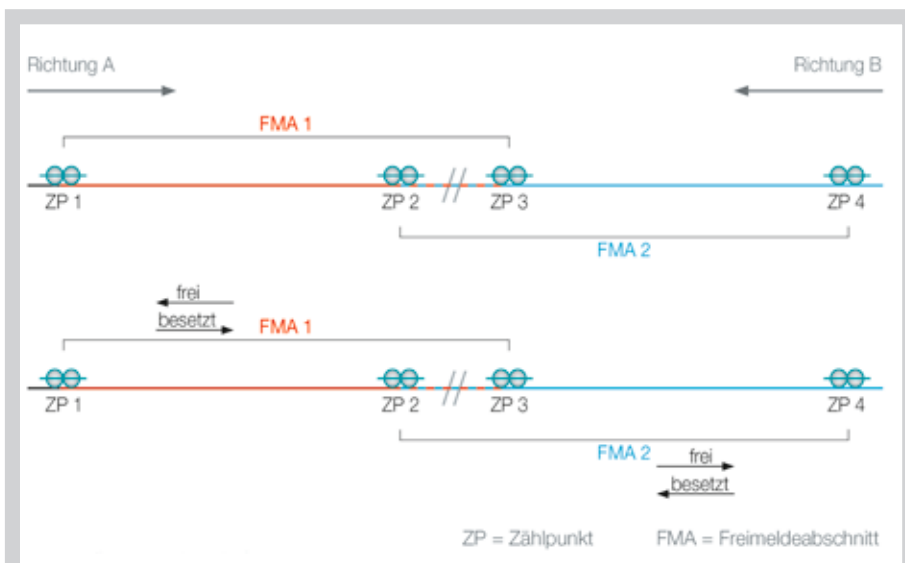 Richtung A Richtung B
FMA 1
ZP 1 ZP 2 ZP 3 ZP 4
FMA 2
frei
besetzt FMA 1
ZP 1 ZP 2 ZP 3 ZP 4
FMA 2 frei
besetzt
ZP = Zählpunkt FMA = Freimeldeabschnitt